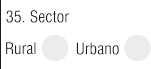 35. Sector
Rural Urbano